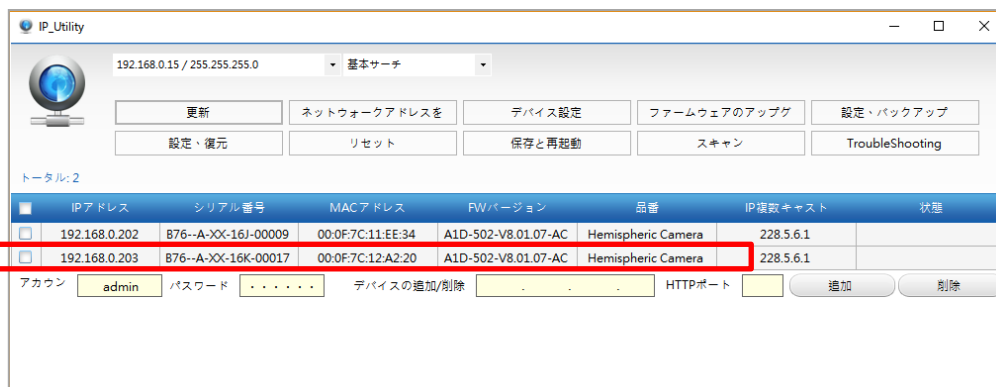 IP_Utility
192.168.0.15 / 255.255.255.0 基本サーチ
更新 ネットウォークアドレスを デバイス設定 ファームウェアのアップグ 設定、バックアップ
設定、復元 リセット 保存と再起動 スキャン TroubleShooting
トータル: 2
IPアドレス シリアル番号 MACアドレス FWバージョン 品番 IP複数キャスト 状態
192.168.0.202 B76--A-XX-16J-00009 00:0F:7C:11:EE:34 A1D-502-V8.01.07-AC Hemispheric Camera 228.5.6.1
192.168.0.203 B76--A-XX-16K-00017 00:0F:7C:12:A2:20 A1D-502-V8.01.07-AC Hemispheric Camera 228.5.6.1
アカウン admin パスワード ・・・・・・ デバイスの追加/削除 . . . HTTPポート 追加 削除